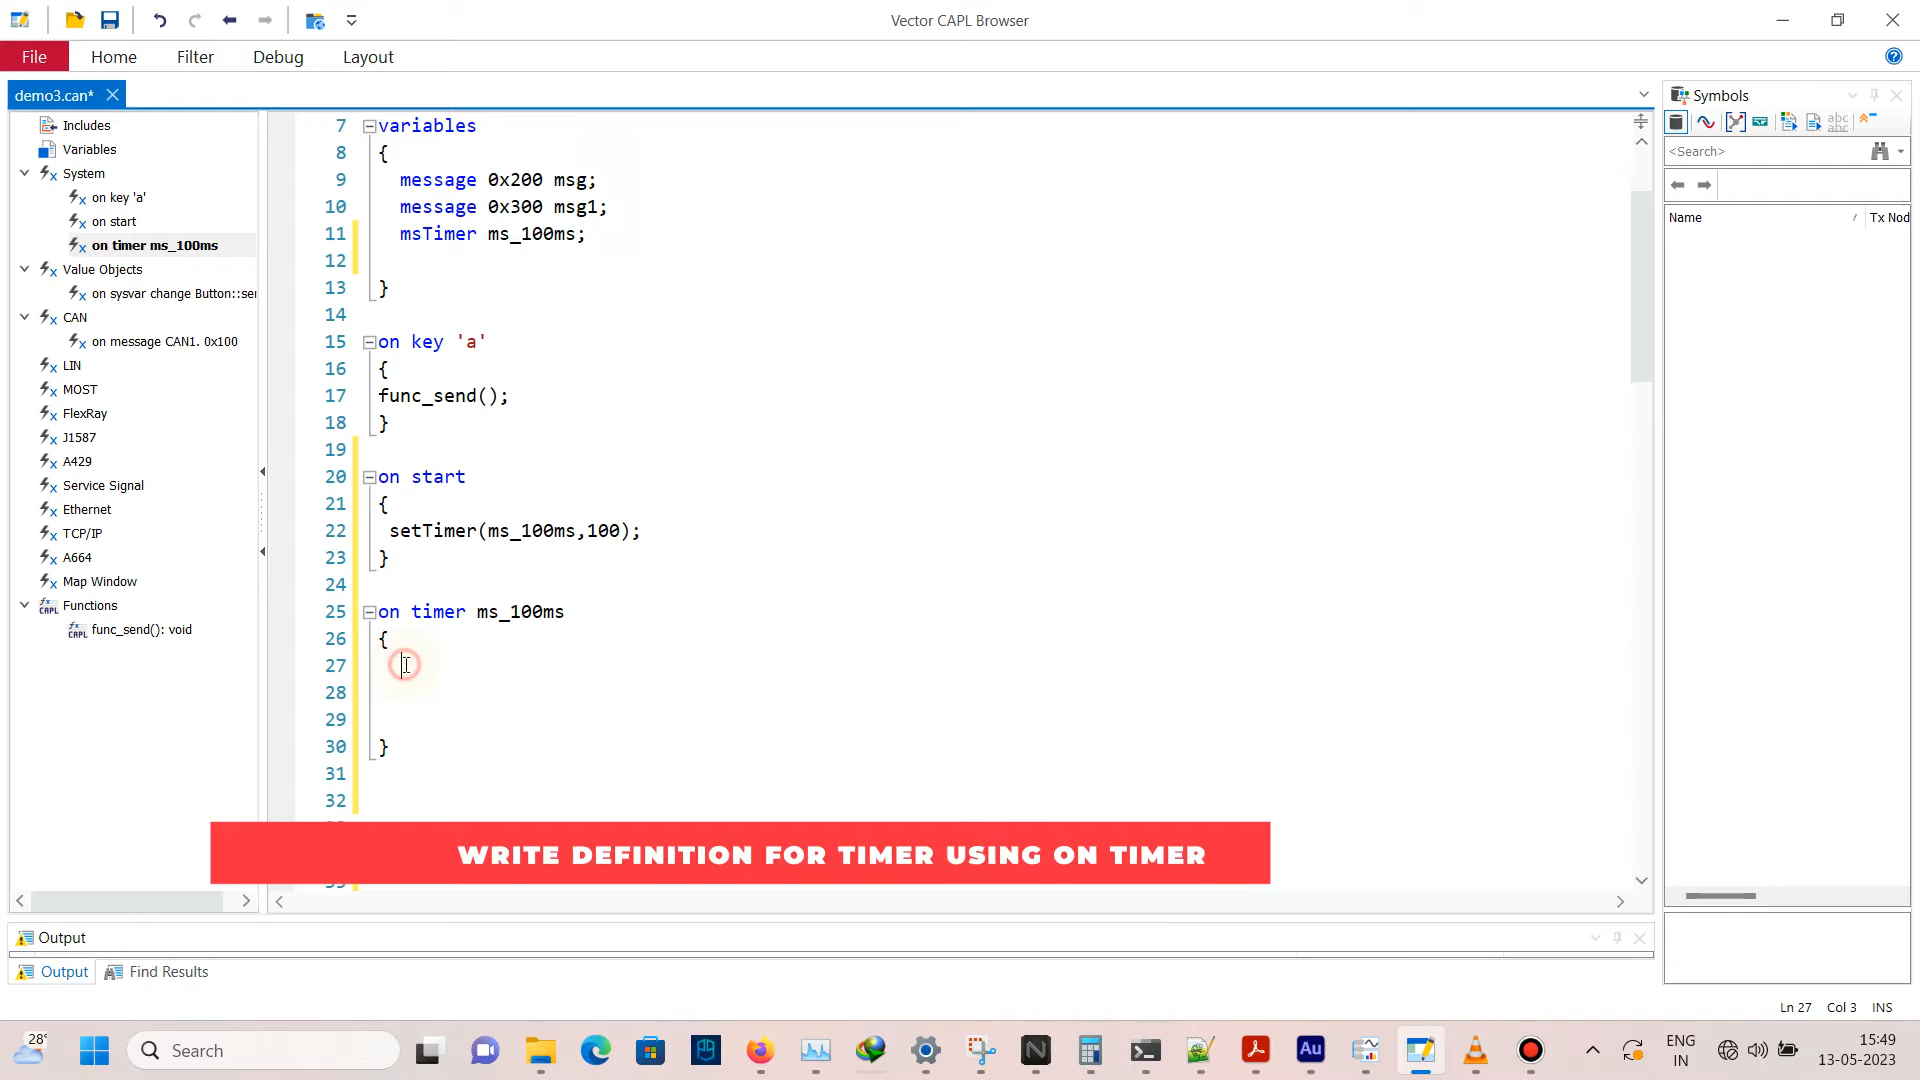 Vector CAPL Browser
File Home Filter Debug Layout
demo3.can*
Includes
Variables
System
on key 'a'
on start
on timer ms_100ms
Value Objects
on sysvar change Button::ser
CAN
on message CAN1. 0x100
LIN
MOST
FlexRay
J1587
A429
Service Signal
Ethernet
TCP/IP
A664
Map Window
Functions
func_send(): void
7 variables
8 {
9 message 0x200 msg;
10 message 0x300 msg1;
11 msTimer ms_100ms;
12
13 }
14
15 on key 'a'
16 {
17 func_send();
18 }
19
20 on start
21 {
22 setTimer(ms_100ms,100);
23 }
24
25 on timer ms_100ms
26 {
27
28
29
30 }
31
32
WRITE DEFINITION FOR TIMER USING ON TIMER
Symbols
<Search>
Name / Tx Nod
Output
Output Find Results
Ln 27 Col 3 INS
28°
Search
ENG
IN
15:49
13-05-2023